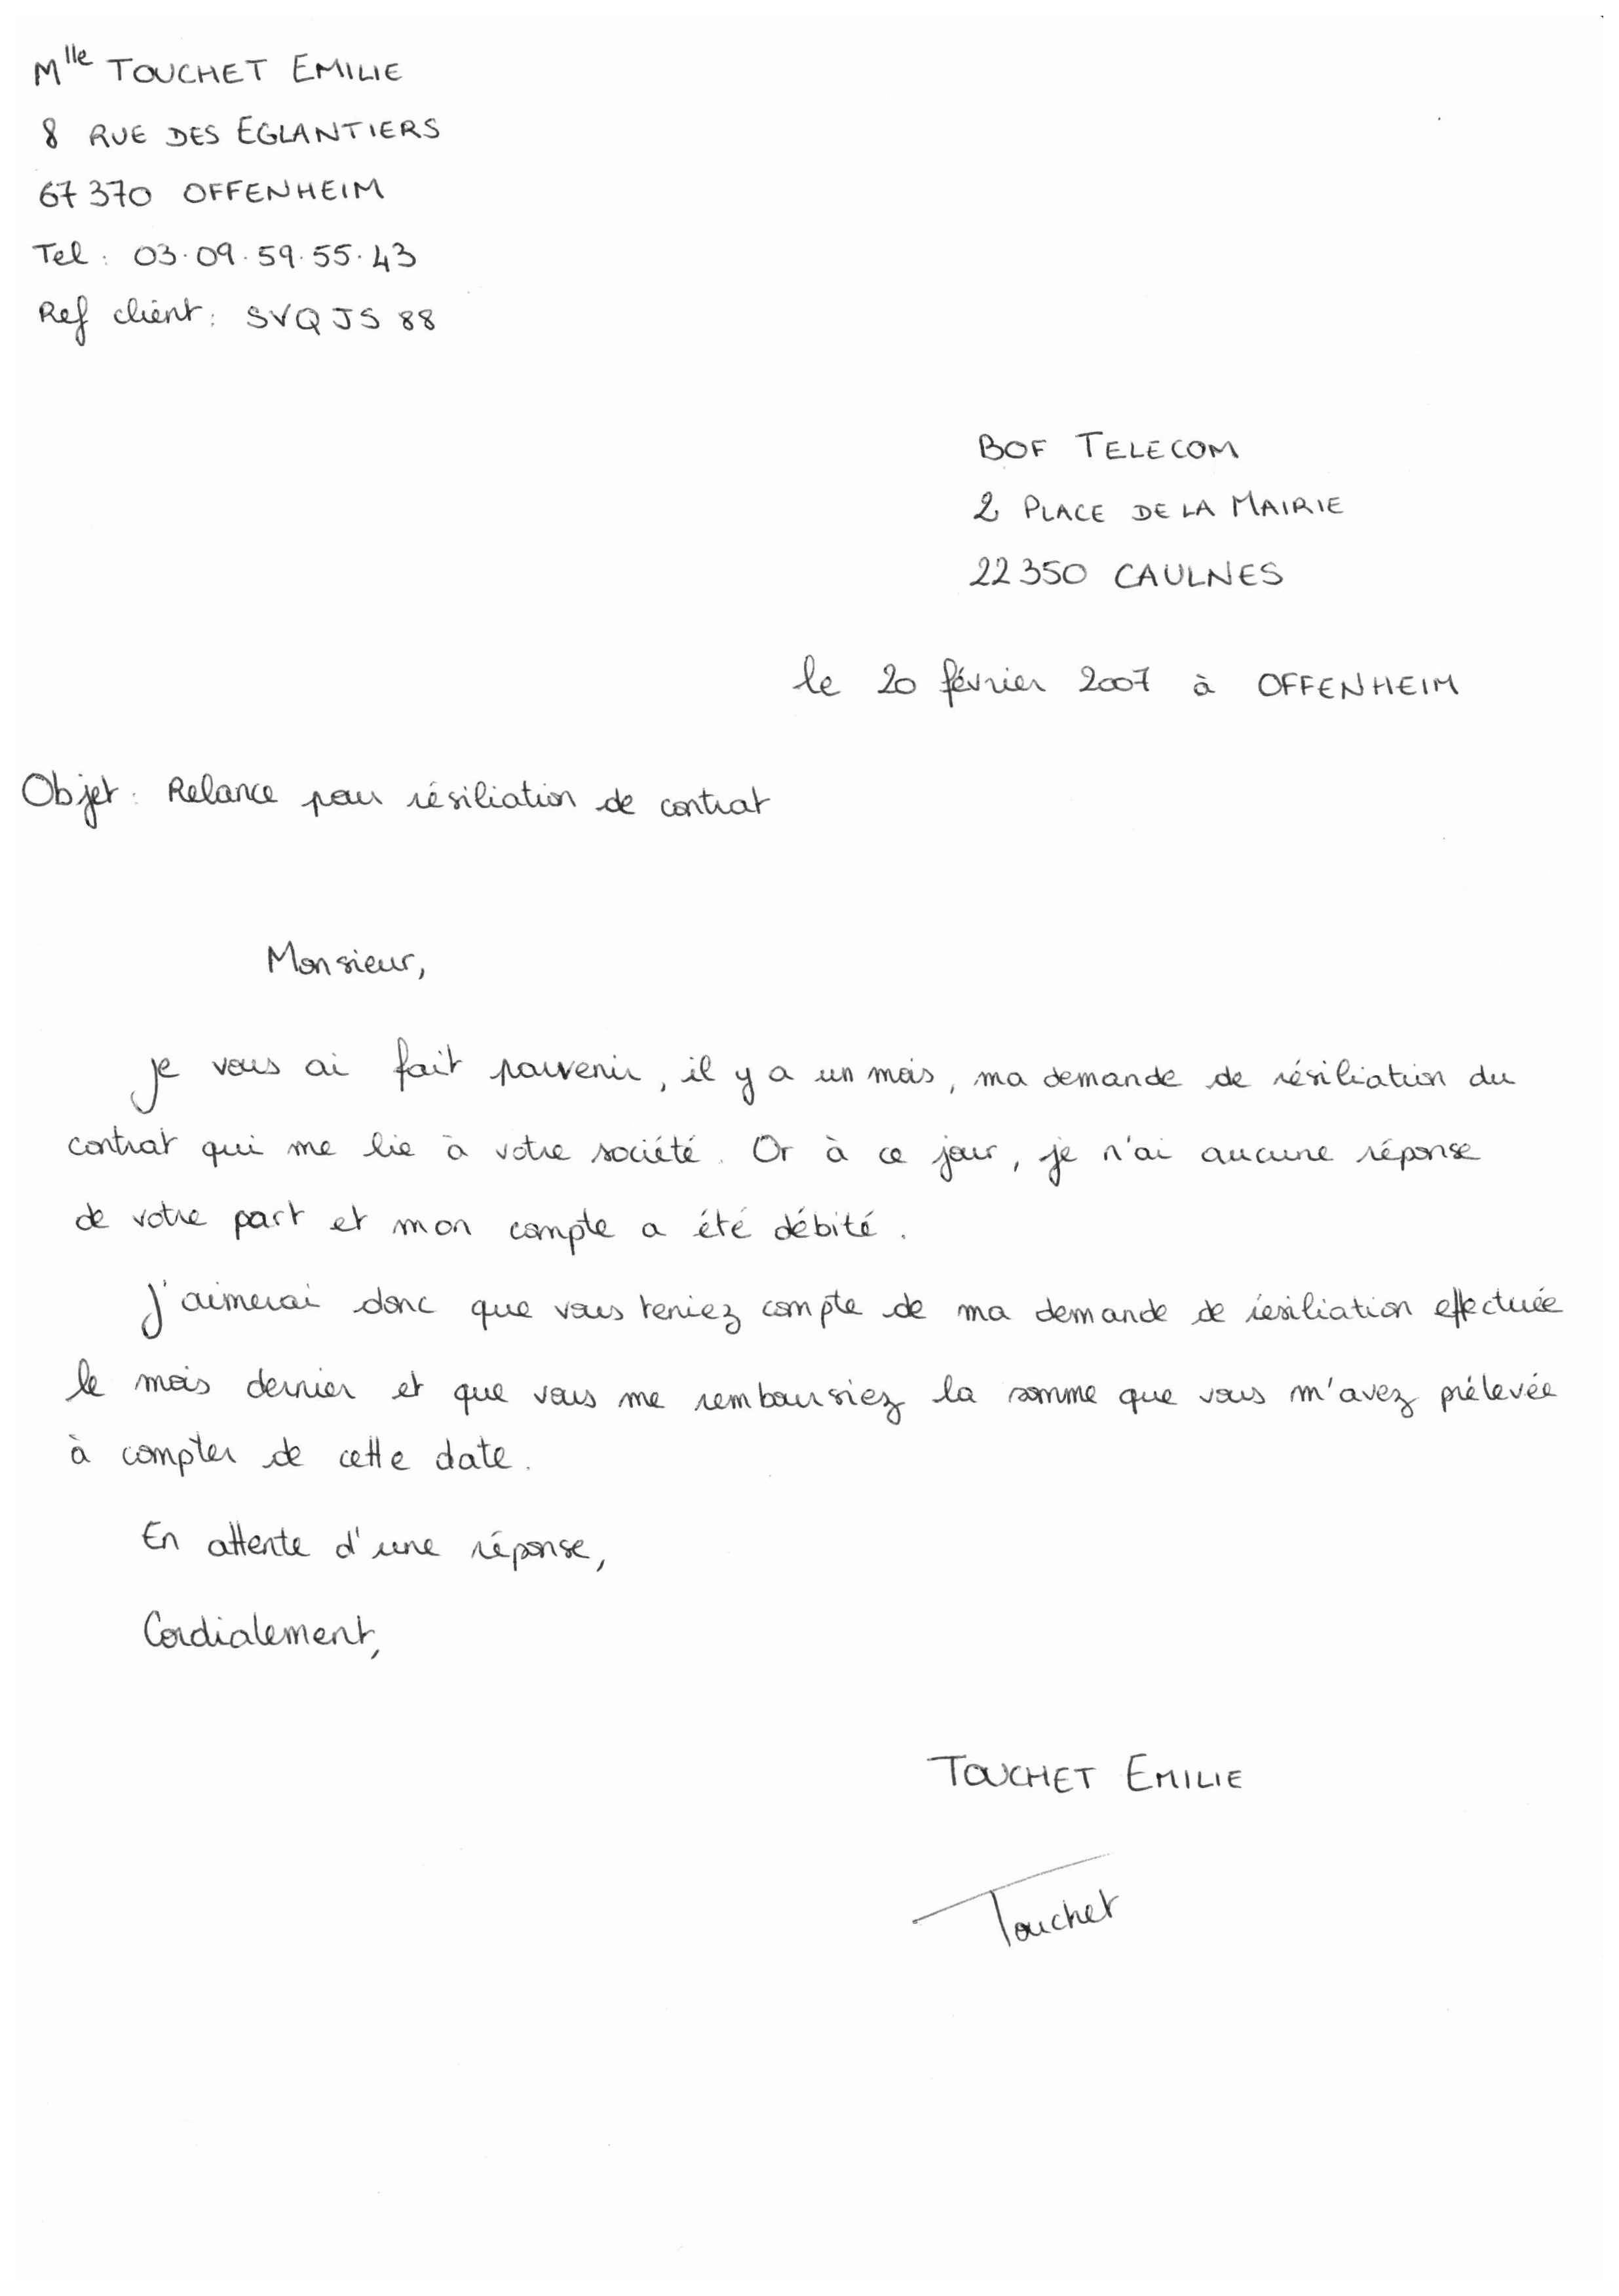 Mlle TOUCHET EMILIE
8 RUE DES EGLANTIERS
67 370 OFFENHEIM
Tel : 03.09.59.55.43
Ref client : SVQJS 88
BOF TELECOM
2 PLACE DE LA MAIRIE
22 350 CAULNES
le 20 février 2007 à OFFENHEIM
Objet : Relance pour résiliation de contrat
Monsieur,
Je vous ai fait parvenir, il y a un mois, ma demande de résiliation du
contrat qui me lie à votre société. Or à ce jour, je n'ai aucune réponse
de votre part et mon compte a été débité.
J'aimerai donc que vous teniez compte de ma demande de résiliation effectuée
le mois dernier et que vous me remboursiez la somme que vous m'avez prélevée
à compter de cette date.
En attente d'une réponse,
Cordialement,
TOUCHET EMILIE
Touchet